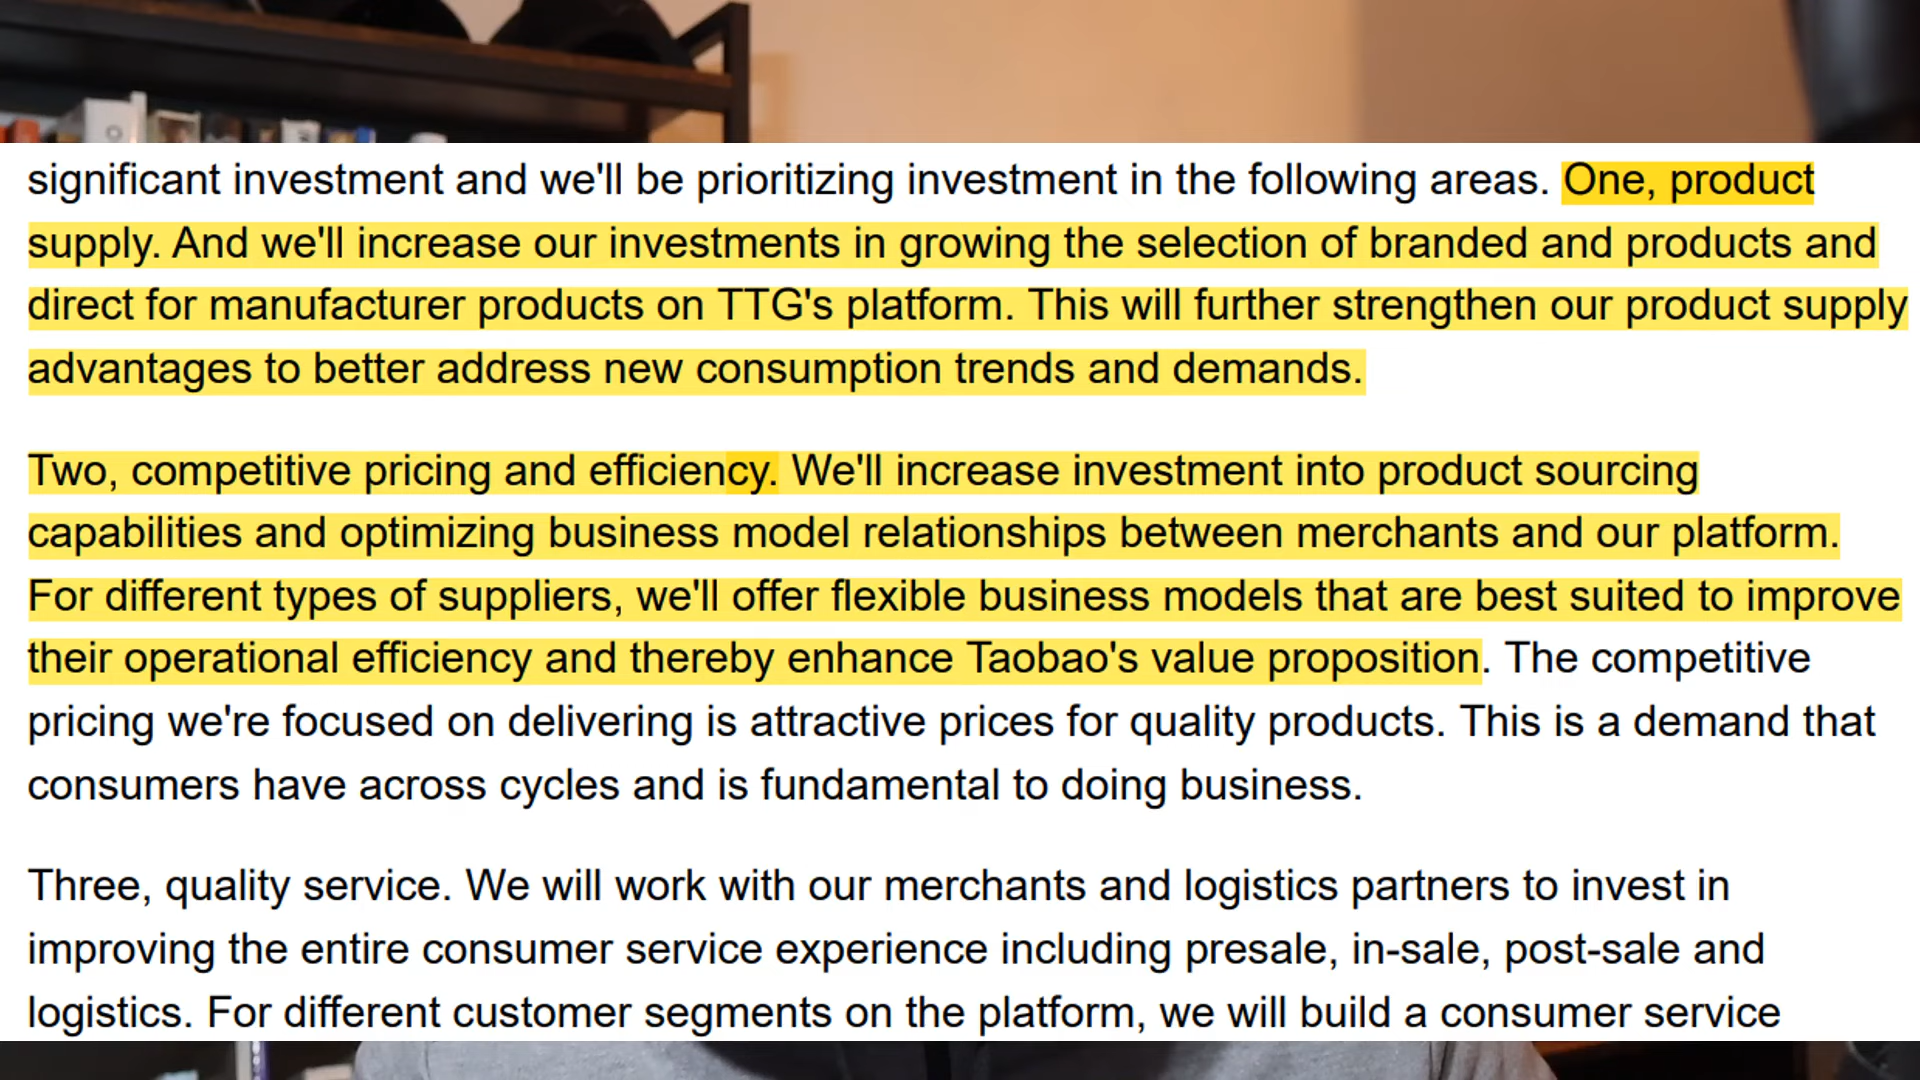 significant investment and we'll be prioritizing investment in the following areas. One, product
supply. And we'll increase our investments in growing the selection of branded and products and
direct for manufacturer products on TTG's platform. This will further strengthen our product supply
advantages to better address new consumption trends and demands.
Two, competitive pricing and efficiency. We'll increase investment into product sourcing
capabilities and optimizing business model relationships between merchants and our platform.
For different types of suppliers, we'll offer flexible business models that are best suited to improve
their operational efficiency and thereby enhance Taobao's value proposition. The competitive
pricing we're focused on delivering is attractive prices for quality products. This is a demand that
consumers have across cycles and is fundamental to doing business.
Three, quality service. We will work with our merchants and logistics partners to invest in
improving the entire consumer service experience including presale, in-sale, post-sale and
logistics. For different customer segments on the platform, we will build a consumer service